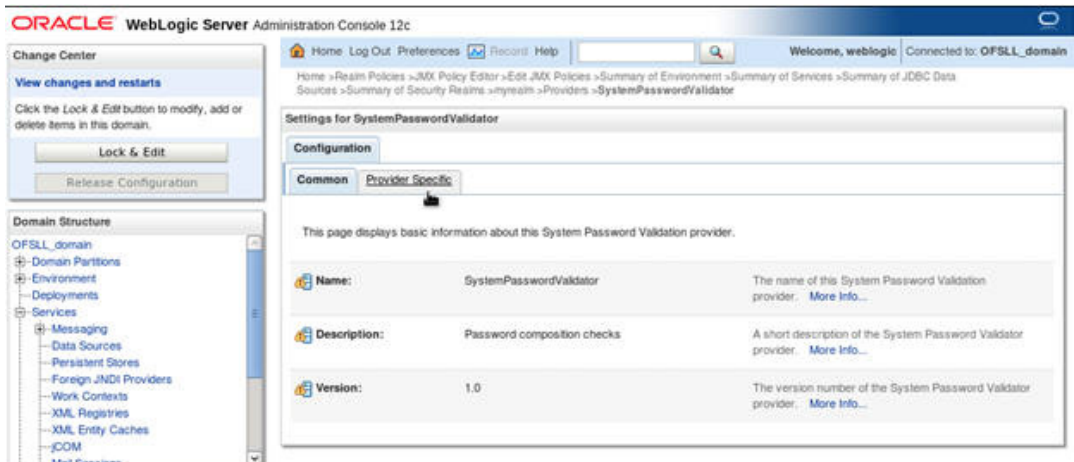 ORACLE WebLogic Server Administration Console 12c
Change Center
View changes and restarts
Click the Lock & Edit button to modify, add or
delete items in this domain.
Lock & Edit
Release Configuration
Domain Structure
OFSLL_domain
Domain Partitions
Environment
Deployments
Services
Messaging
Data Sources
Persistent Stores
Foreign JNDI Providers
Work Contexts
XML Registries
XML Entity Caches
jCOM
Home Log Out Preferences Record Help
Welcome, weblogic Connected to: OFSLL_domain
Home >Realm Policies >JMX Policy Editor >Edit JMX Policies >Summary of Environment >Summary of Services >Summary of JDBC Data
Sources >Summary of Security Realms >myrealm >Providers >SystemPasswordValidator
Settings for SystemPasswordValidator
Configuration
Common Provider Specific
This page displays basic information about this System Password Validation provider.
Name: SystemPasswordValidator The name of this System Password Validation
provider. More Info...
Description: Password composition checks A short description of the System Password Validator
provider. More Info...
Version: 1.0 The version number of the System Password Validator
provider. More Info...